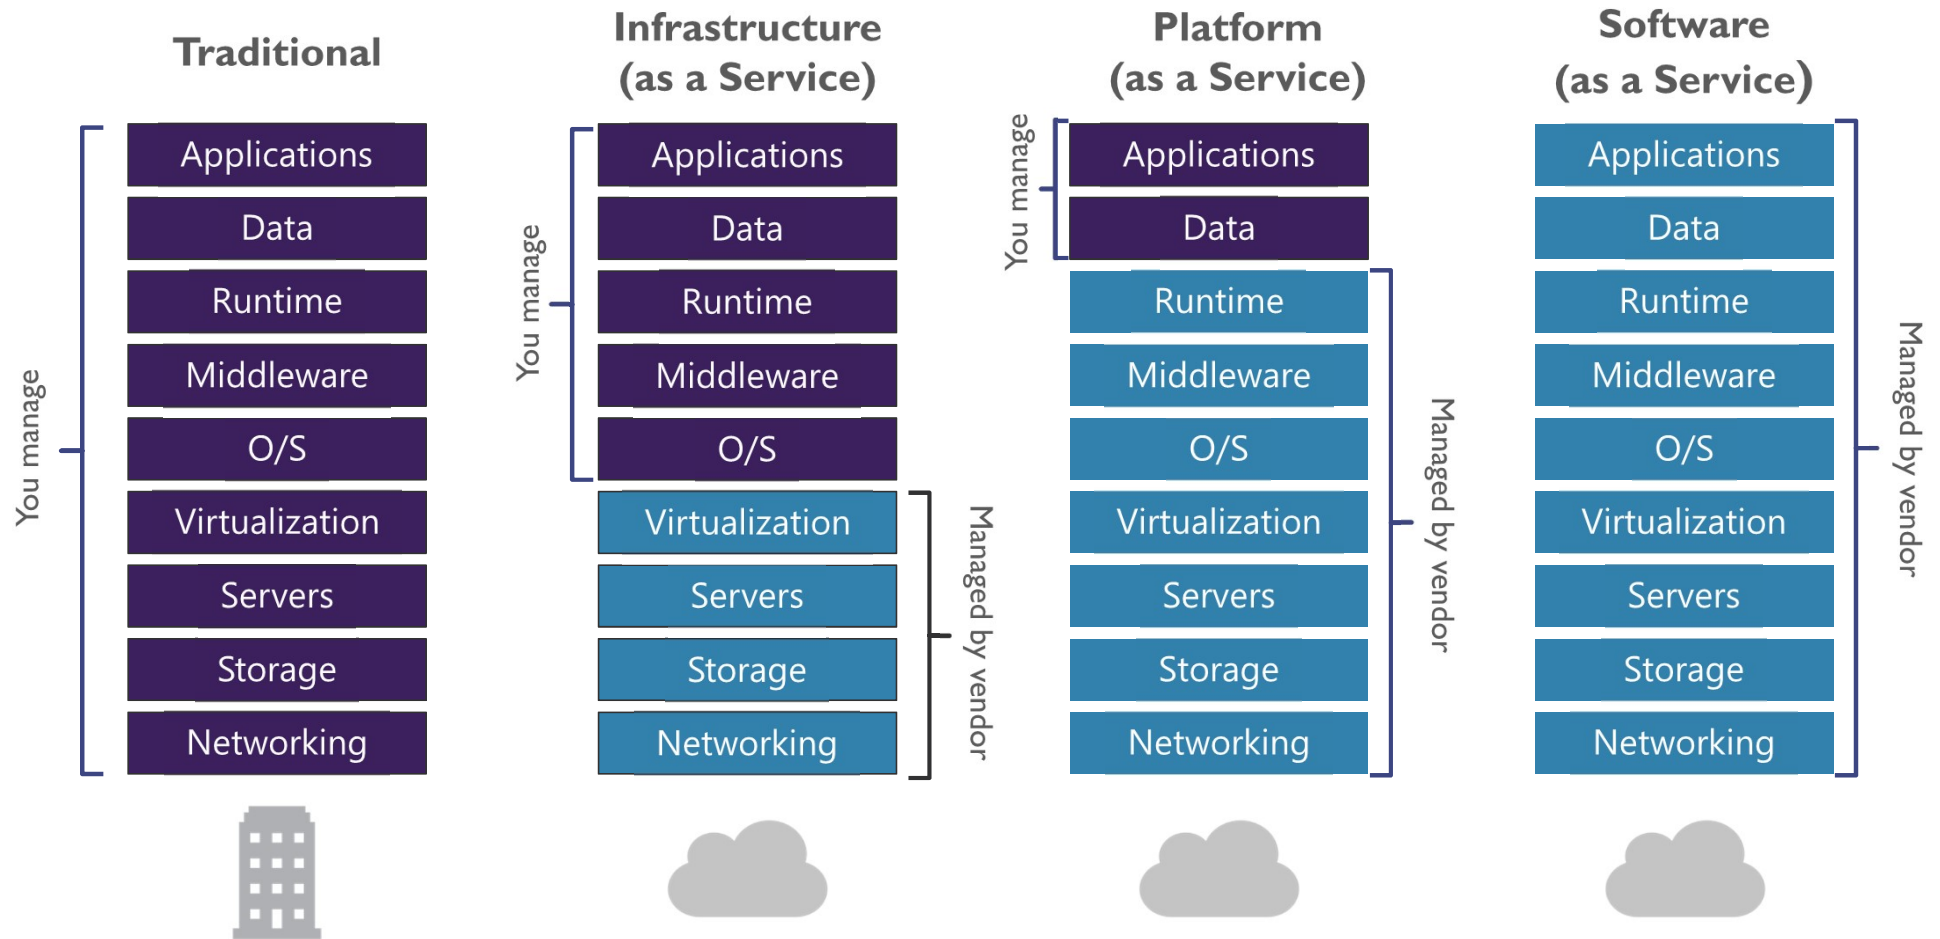 Traditional
You manage
Applications
Data
Runtime
Middleware
O/S
Virtualization
Servers
Storage
Networking
Infrastructure
(as a Service)
You manage
Applications
Data
Runtime
Middleware
O/S
Virtualization
Servers
Storage
Networking
Managed by vendor
Platform
(as a Service)
You manage
Applications
Data
Runtime
Middleware
O/S
Virtualization
Servers
Storage
Networking
Managed by vendor
Software
(as a Service)
Applications
Data
Runtime
Middleware
O/S
Virtualization
Servers
Storage
Networking
Managed by vendor